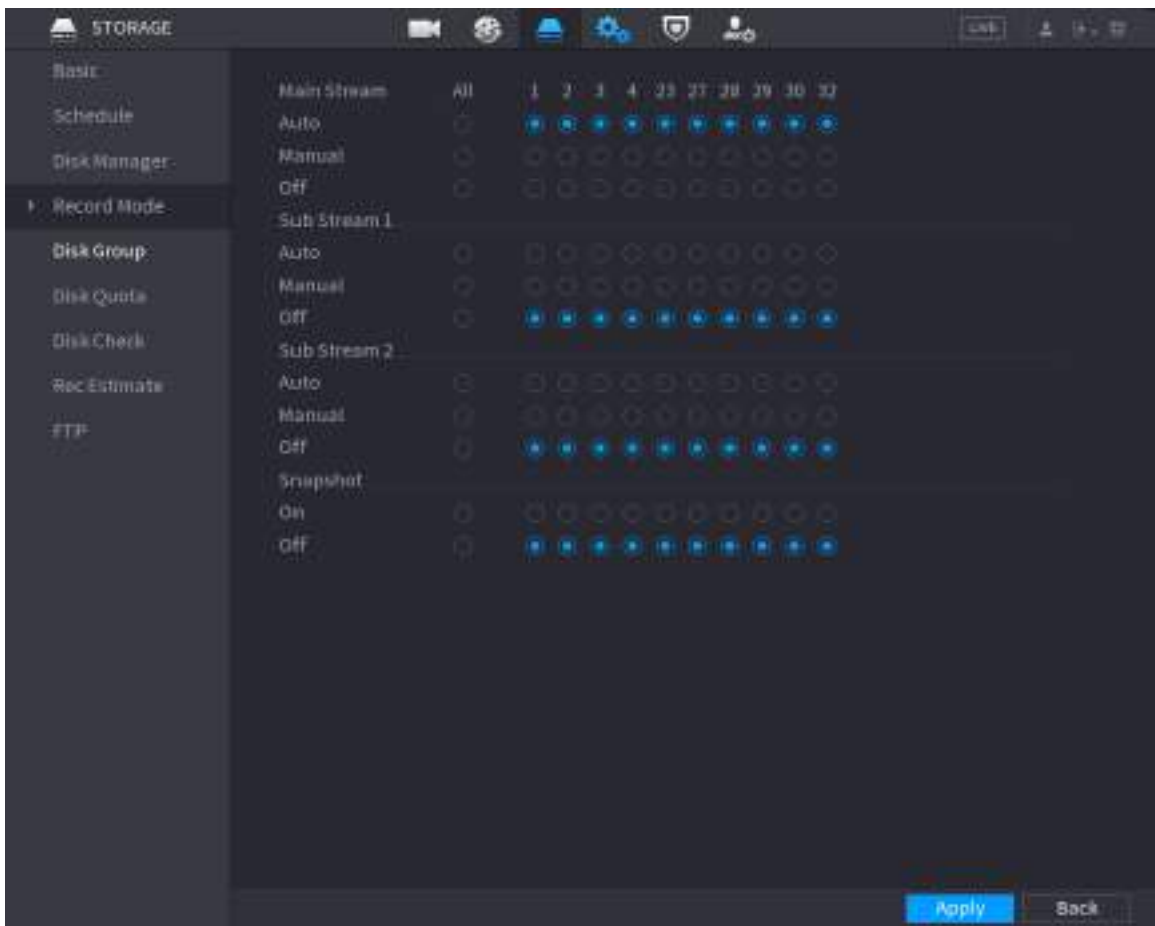 STORAGE
LIVE
Basic
Schedule
Disk Manager
Record Mode
Disk Group
Disk Quota
Disk Check
Rec Estimate
FTP
Main Stream All 1 2 3 4 23 27 28 29 30 32
Auto
Manual
Off
Sub Stream 1
Auto
Manual
Off
Sub Stream 2
Auto
Manual
Off
Snapshot
On
Off
Apply Back